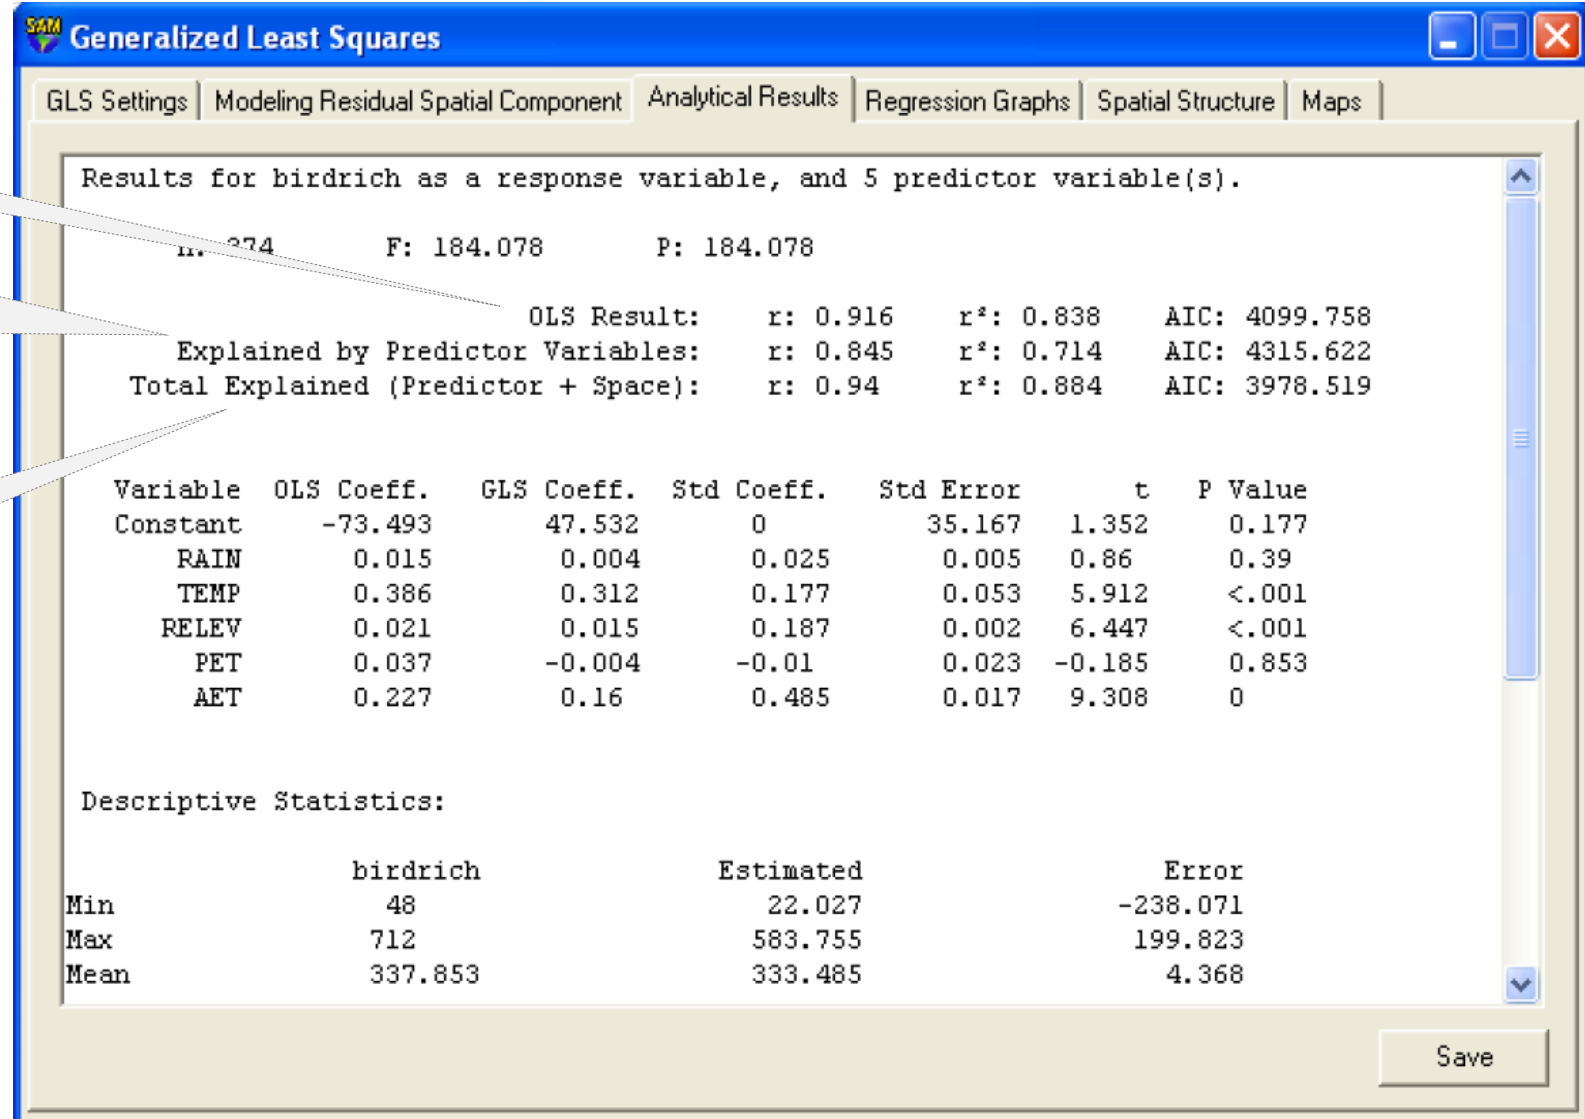 SAM
Generalized Least Squares
GLS Settings Modeling Residual Spatial Component Analytical Results Regression Graphs Spatial Structure Maps
Results for birdrich as a response variable, and 5 predictor variable(s).
374 F: 184.078 P: 184.078
OLS Result: r: 0.916 r²: 0.838 AIC: 4099.758
Explained by Predictor Variables: r: 0.845 r²: 0.714 AIC: 4315.622
Total Explained (Predictor + Space): r: 0.94 r²: 0.884 AIC: 3978.519
Variable OLS Coeff. GLS Coeff. Std Coeff. Std Error t P Value
Constant -73.493 47.532 0 35.167 1.352 0.177
RAIN 0.015 0.004 0.025 0.005 0.86 0.39
TEMP 0.386 0.312 0.177 0.053 5.912 <.001
RELEV 0.021 0.015 0.187 0.002 6.447 <.001
PET 0.037 -0.004 -0.01 0.023 -0.185 0.853
AET 0.227 0.16 0.485 0.017 9.308 0
Descriptive Statistics:
birdrich Estimated Error
Min 48 22.027 -238.071
Max 712 583.755 199.823
Mean 337.853 333.485 4.368
Save